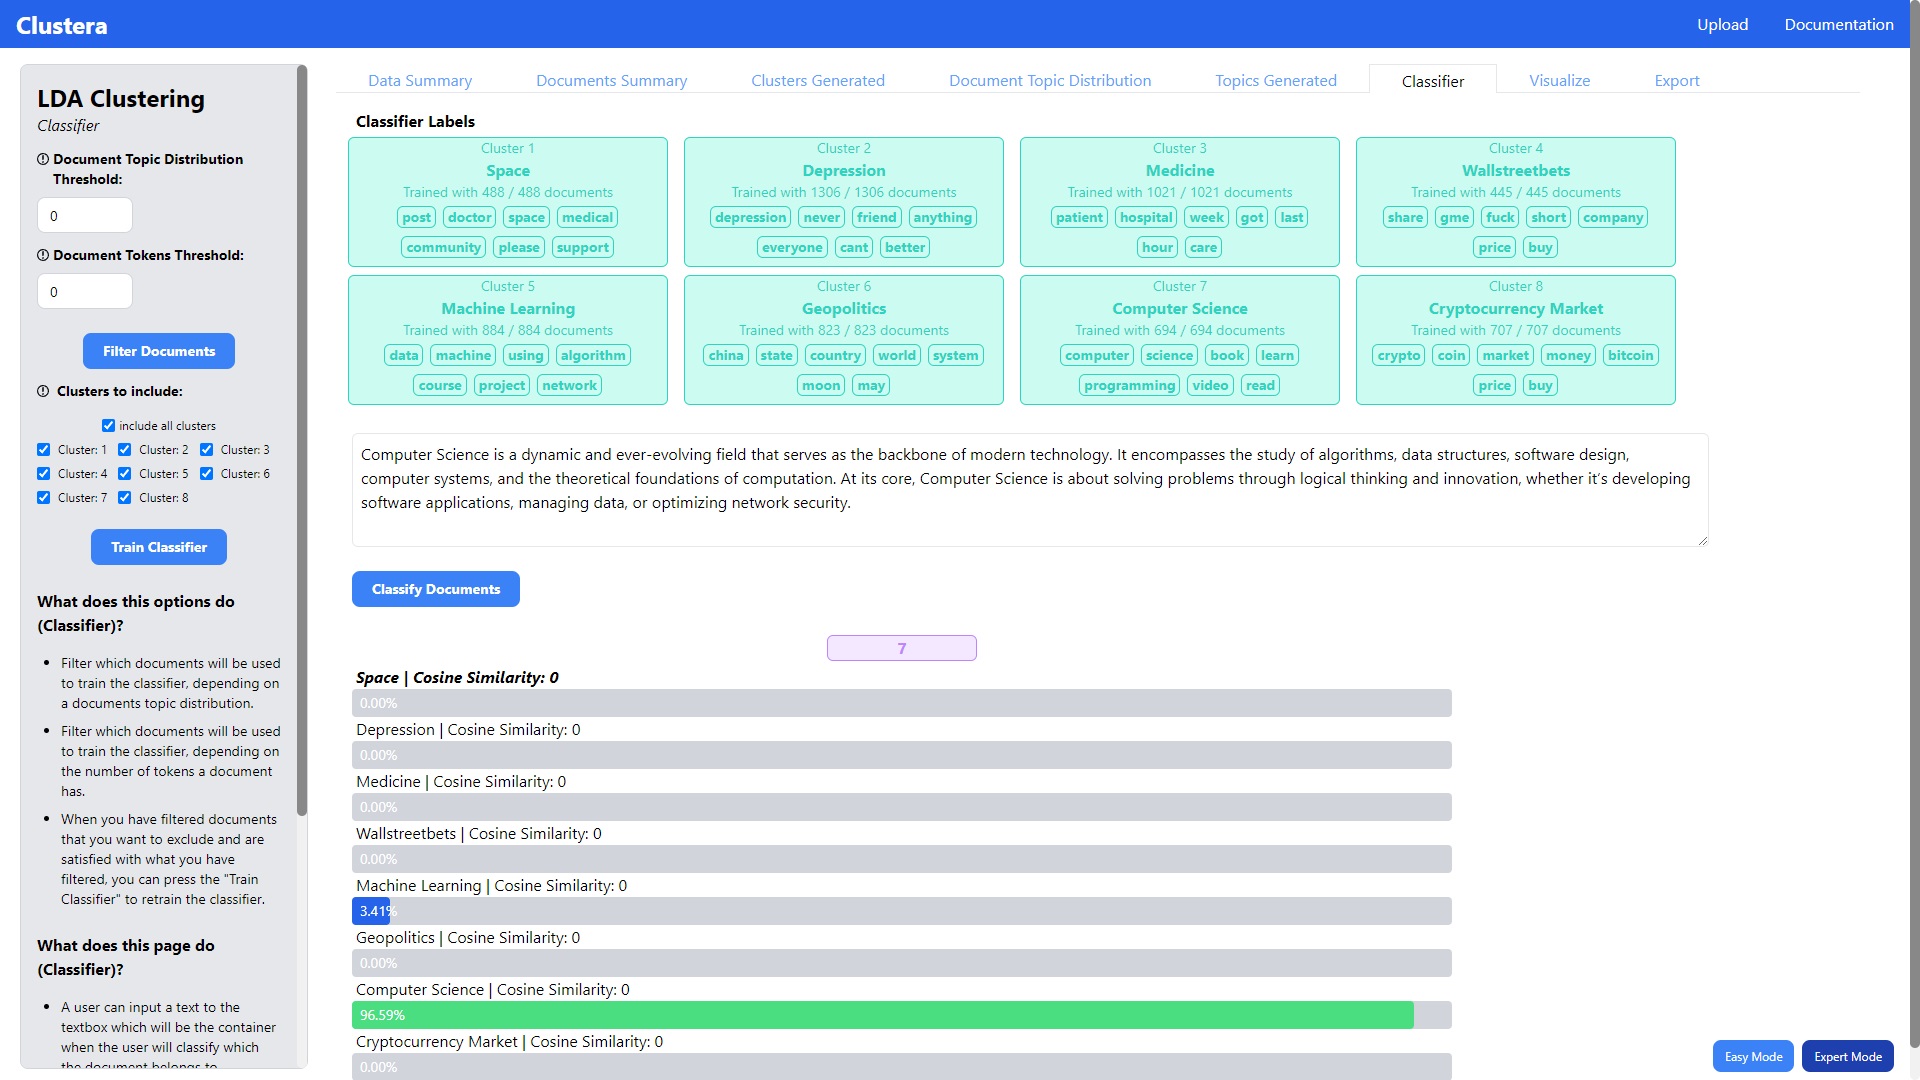 Clustera
Upload
Documentation
LDA Clustering
Classifier
Document Topic Distribution
Threshold:
0
Document Tokens Threshold:
0
Filter Documents
Clusters to include:
include all clusters
Cluster: 1 Cluster: 2 Cluster: 3
Cluster: 4 Cluster: 5 Cluster: 6
Cluster: 7 Cluster: 8
Train Classifier
What does this options do
(Classifier)?
Filter which documents will be used
to train the classifier, depending on
a documents topic distribution.
Filter which documents will be used
to train the classifier, depending on
the number of tokens a document
has.
When you have filtered documents
that you want to exclude and are
satisfied with what you have
filtered, you can press the "Train
Classifier" to retrain the classifier.
What does this page do
(Classifier)?
A user can input a text to the
textbox which will be the container
when the user will classify which
the document belongs to
Data Summary
Documents Summary
Clusters Generated
Document Topic Distribution
Topics Generated
Classifier
Visualize
Export
Classifier Labels
Cluster 1
Space
Trained with 488 / 488 documents
post doctor space medical
community please support
Cluster 2
Depression
Trained with 1306 / 1306 documents
depression never friend anything
everyone cant better
Cluster 3
Medicine
Trained with 1021 / 1021 documents
patient hospital week got last
hour care
Cluster 4
Wallstreetbets
Trained with 445 / 445 documents
share gme fuck short company
price buy
Cluster 5
Machine Learning
Trained with 884 / 884 documents
data machine using algorithm
course project network
Cluster 6
Geopolitics
Trained with 823 / 823 documents
china state country world system
moon may
Cluster 7
Computer Science
Trained with 694 / 694 documents
computer science book learn
programming video read
Cluster 8
Cryptocurrency Market
Trained with 707 / 707 documents
crypto coin market money bitcoin
price buy
Computer Science is a dynamic and ever-evolving field that serves as the backbone of modern technology. It encompasses the study of algorithms, data structures, software design,
computer systems, and the theoretical foundations of computation. At its core, Computer Science is about solving problems through logical thinking and innovation, whether it's developing
software applications, managing data, or optimizing network security.
Classify Documents
7
Space | Cosine Similarity: 0
0.00%
Depression | Cosine Similarity: 0
0.00%
Medicine | Cosine Similarity: 0
0.00%
Wallstreetbets | Cosine Similarity: 0
0.00%
Machine Learning | Cosine Similarity: 0
3.41%
Geopolitics | Cosine Similarity: 0
0.00%
Computer Science | Cosine Similarity: 0
96.59%
Cryptocurrency Market | Cosine Similarity: 0
0.00%
Easy Mode
Expert Mode